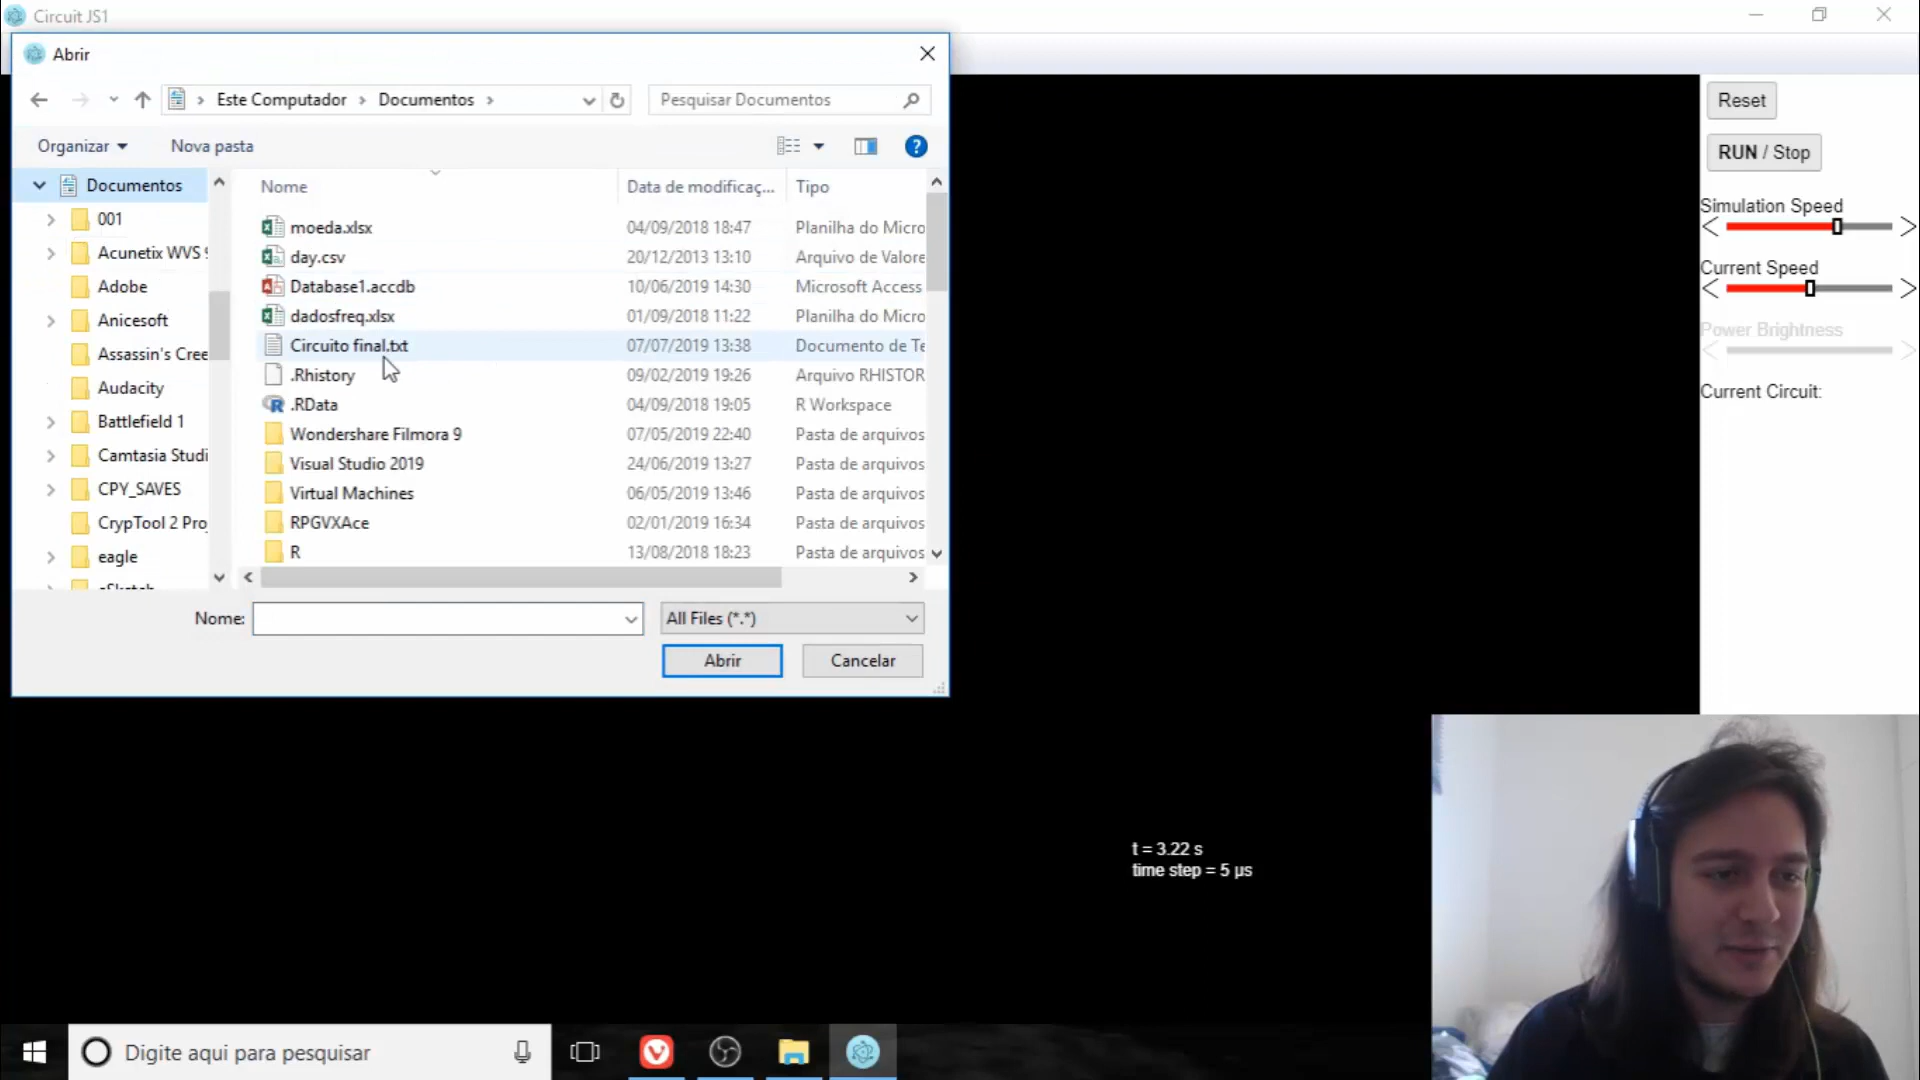 Circuit JS1
Abrir
Este Computador > Documentos >
Pesquisar Documentos
Organizar
Nova pasta
?
Documentos
001
Acunetix WVS
Adobe
Anicesoft
Assassin's Cree
Audacity
Battlefield 1
Camtasia Studi
CPY_SAVES
CrypTool 2 Pro
eagle
Nome Data de modificaç... Tipo
moeda.xlsx 04/09/2018 18:47 Planilha do Micro
day.csv 20/12/2013 13:10 Arquivo de Valore
Database1.accdb 10/06/2019 14:30 Microsoft Access
dadosfreq.xlsx 01/09/2018 11:22 Planilha do Micro
Circuito final.txt 07/07/2019 13:38 Documento de Te
.Rhistory 09/02/2019 19:26 Arquivo RHISTOR
.RData 04/09/2018 19:05 R Workspace
Wondershare Filmora 9 07/05/2019 22:40 Pasta de arquivos
Visual Studio 2019 24/06/2019 13:27 Pasta de arquivos
Virtual Machines 06/05/2019 13:46 Pasta de arquivos
RPGVXAce 02/01/2019 16:34 Pasta de arquivos
R 13/08/2018 18:23 Pasta de arquivos
Nome:
All Files (*.*)
Abrir
Cancelar
Reset
RUN / Stop
Simulation Speed
Current Speed
Power Brightness
Current Circuit:
t = 3.22 s
time step = 5 µs
Digite aqui para pesquisar